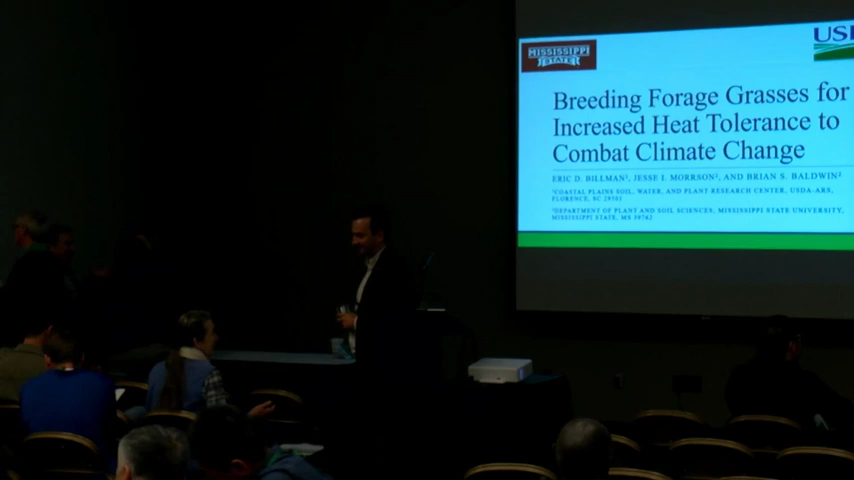 MISSISSIPPI
STATE
Breeding Forage Grasses for
Increased Heat Tolerance to
Combat Climate Change
ERIC D. BILLMAN¹, JESSE I. MORRSON², AND BRIAN S. BALDWIN²
¹COASTAL PLAINS SOIL, WATER, AND PLANT RESEARCH CENTER, USDA-ARS,
FLORENCE, SC 29501
²DEPARTMENT OF PLANT AND SOIL SCIENCES, MISSISSIPPI STATE UNIVERSITY,
MISSISSIPPI STATE, MS 39762